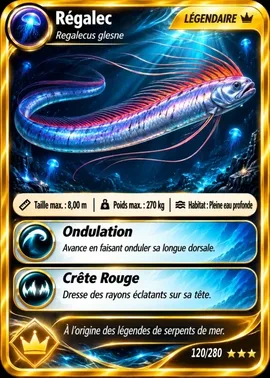 Régalec
LÉGENDAIRE
Regalecus glesne
Taille max. : 8,00 m
Poids max. : 270 kg
Habitat : Pleine eau profonde
Ondulation
Avance en faisant onduler sa longue dorsale.
Crête Rouge
Dresse des rayons éclatants sur sa tête.
À l'origine des légendes de serpents de mer.
120/280 ★★★